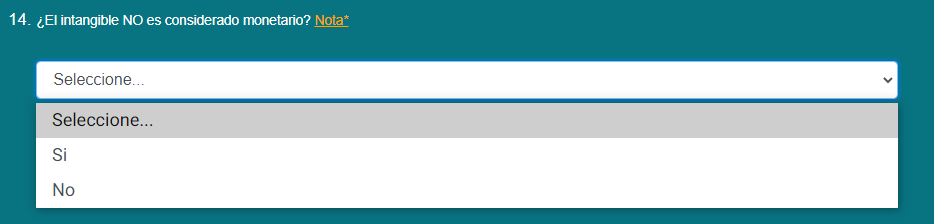 14. ¿El intangible NO es considerado monetario? Nota*
Seleccione...
Seleccione...
Si
No